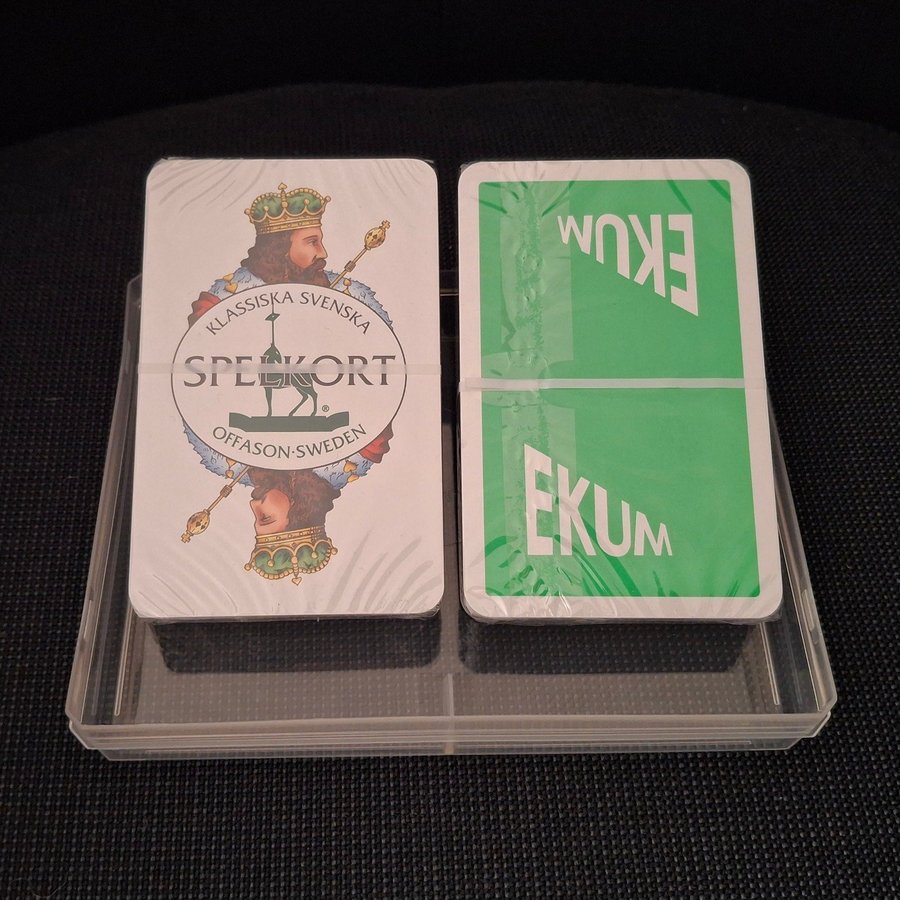 KLASSISKA SVENSKA
SPELKORT
®
OFFASON·SWEDEN
EKUM
EKUM